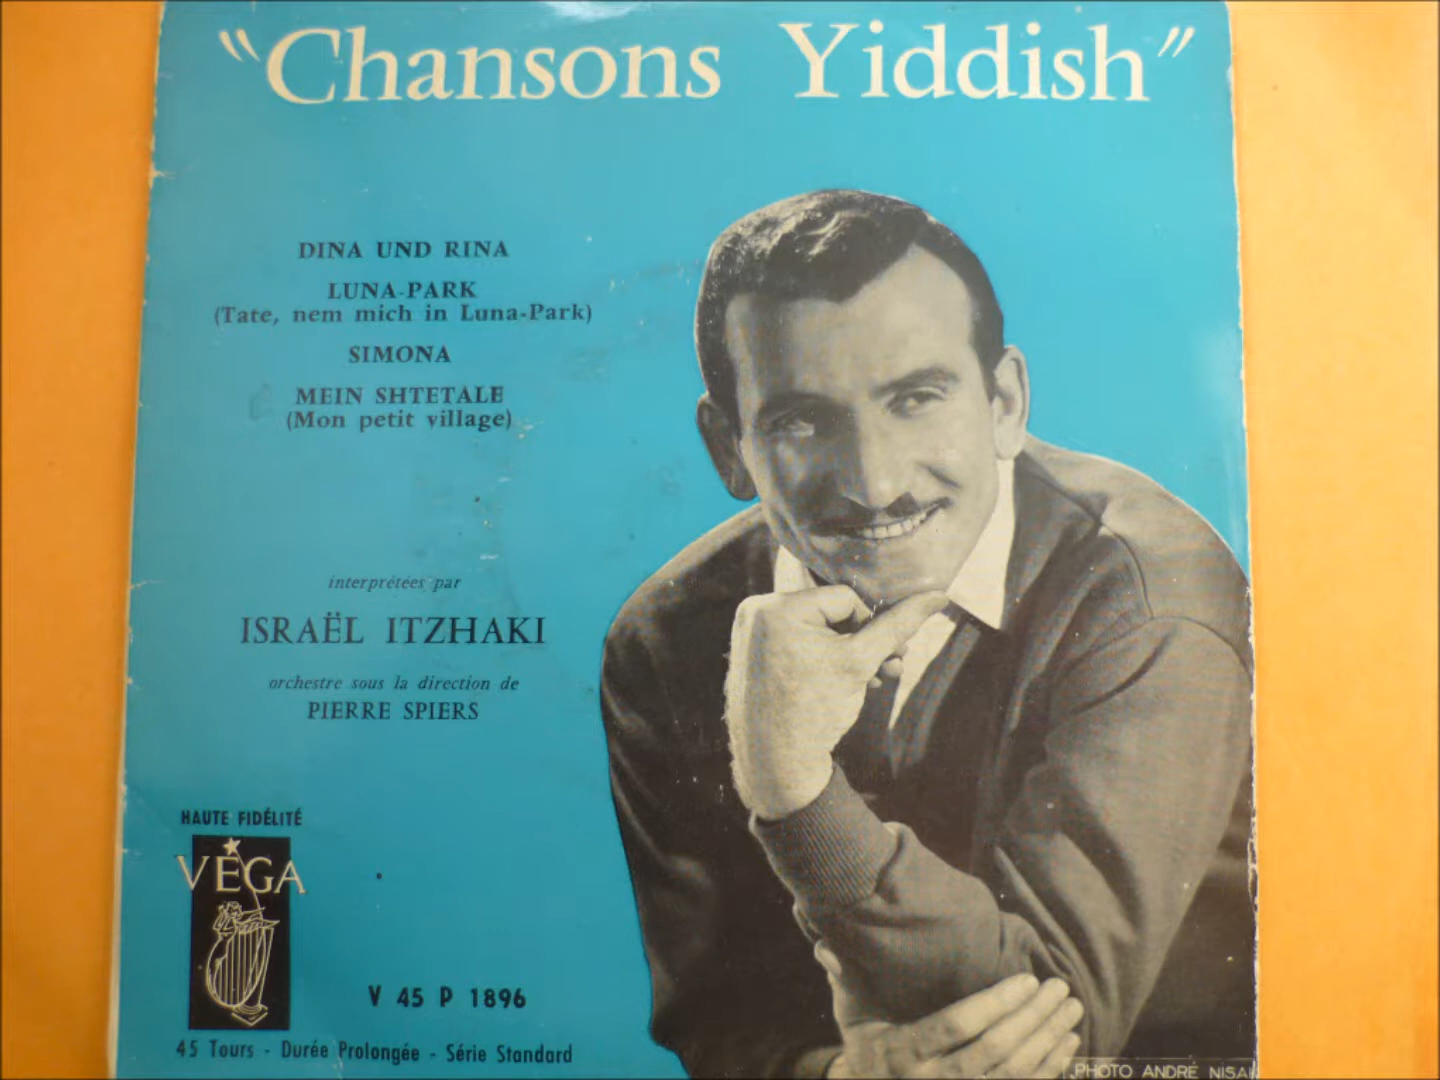 "Chansons Yiddish"
DINA UND RINA
LUNA-PARK
(Tate, nem mich in Luna-Park)
SIMONA
MEIN SHTETALE
(Mon petit village)
interprétées par
ISRAËL ITZHAKI
orchestre sous la direction de
PIERRE SPIERS
HAUTE FIDÉLITÉ
VÉGA
V 45 P 1896
45 Tours - Durée Prolongée - Série Standard
PHOTO ANDRÉ NISAK